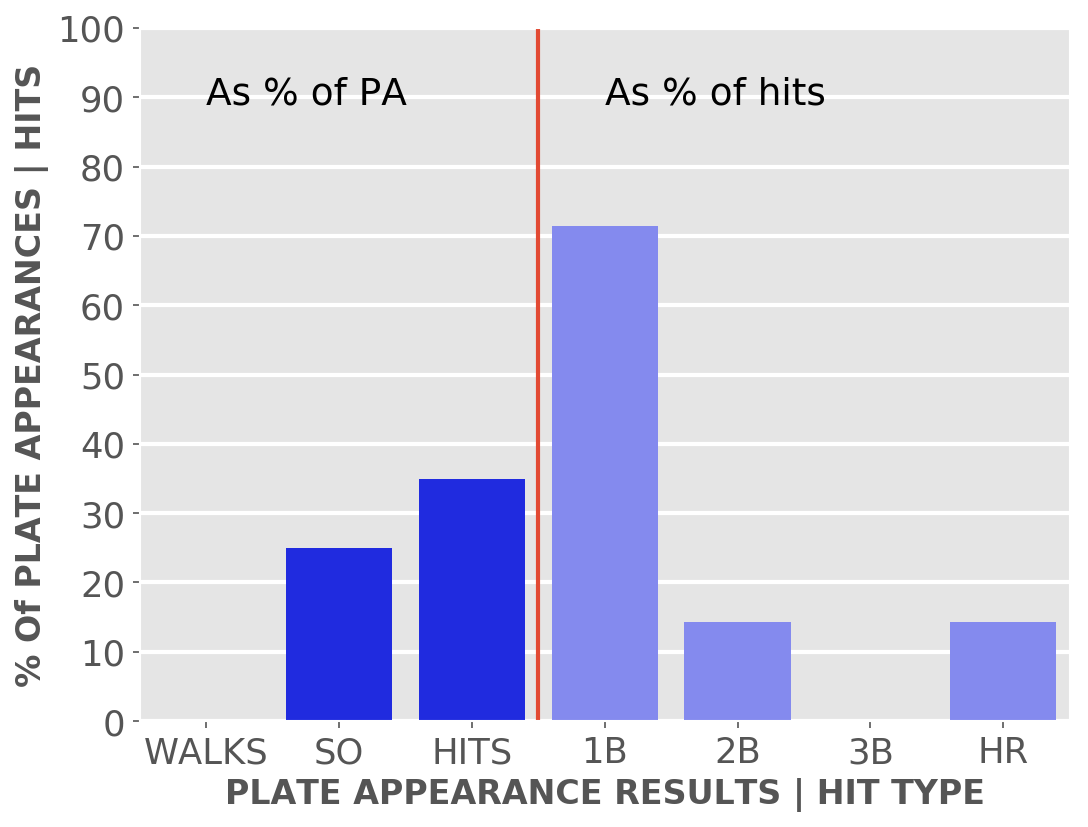 % Of PLATE APPEARANCES | HITS
100
90
80
70
60
50
40
30
20
10
0
As % of PA
As % of hits
WALKS SO HITS 1B 2B 3B HR
PLATE APPEARANCE RESULTS | HIT TYPE